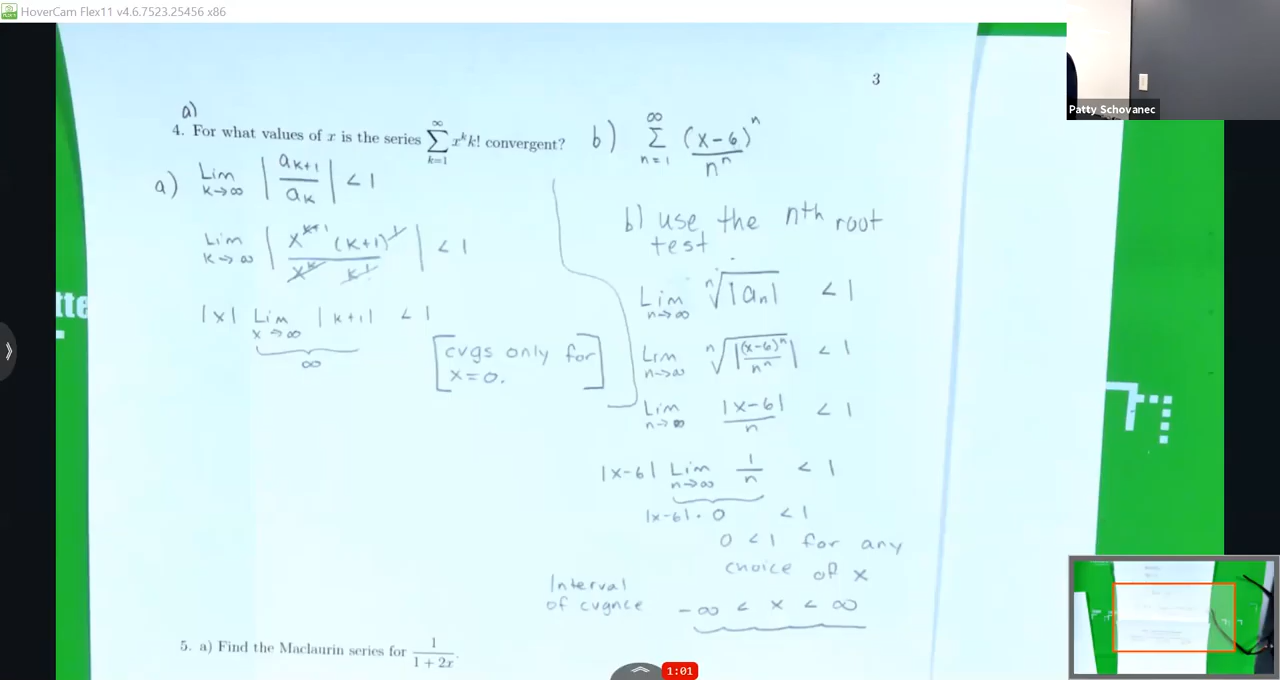 HoverCam Flex11 v4.6.7523.25456 x86
3
a)
4. For what values of x is the series ∑_{k=1}^{∞} x^k k! convergent?
a) Lim_{k→∞} |a_{k+1}/a_k| < 1
Lim_{k→∞} |x^{k+1} (k+1)!/(x^k k!)| < 1
|x| Lim_{x→∞} |k+1| < 1
∞
[cvgs only for
x=0.]
b) ∑_{n=1}^{∞} (x-6)^n/n^n
b) use the nth root
test
Lim_{n→∞} ⁿ√|a_n| < 1
Lim_{n→∞} ⁿ√|(x-6)^n/n^n| < 1
Lim_{n→∞} |x-6|/n < 1
|x-6| Lim_{n→∞} 1/n < 1
|x-6| · 0 < 1
0 < 1 for any
choice of x
Interval
of cvgnce -∞ < x < ∞
5. a) Find the Maclaurin series for 1/(1+2x).
Patty Schovanec
1:01